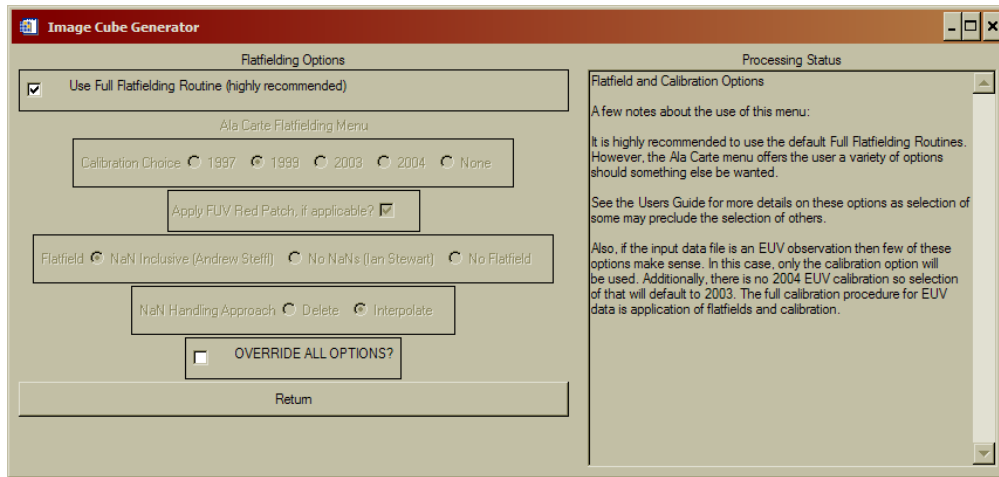 Image Cube Generator
Flatfielding Options
Use Full Flatfielding Routine (highly recommended)
Ala Carte Flatfielding Menu
Calibration Choice 1997 1999 2003 2004 None
Apply FUV Red Patch, if applicable?
Flatfield NaN Inclusive (Andrew Steffl) No NaNs (Ian Stewart) No Flatfield
NaN Handling Approach Delete Interpolate
OVERRIDE ALL OPTIONS?
Return
Processing Status
Flatfield and Calibration Options
A few notes about the use of this menu:
It is highly recommended to use the default Full Flatfielding Routines.
However, the Ala Carte menu offers the user a variety of options
should something else be wanted.
See the Users Guide for more details on these options as selection of
some may preclude the selection of others.
Also, if the input data file is an EUV observation then few of these
options make sense. In this case, only the calibration option will
be used. Additionally, there is no 2004 EUV calibration so selection
of that will default to 2003. The full calibration procedure for EUV
data is application of flatfields and calibration.